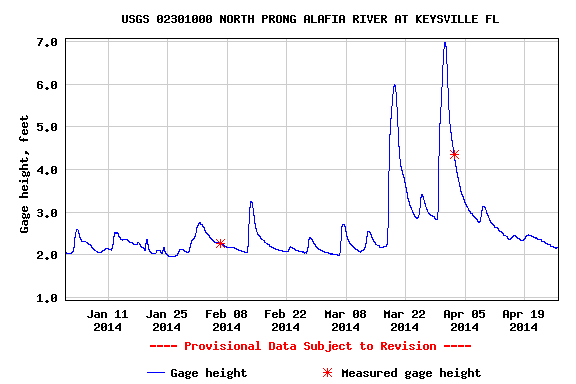 USGS 02301000 NORTH PRONG ALAFIA RIVER AT KEYSVILLE FL
Gage height, feet
7.0
6.0
5.0
4.0
3.0
2.0
1.0
Jan 11 2014
Jan 25 2014
Feb 08 2014
Feb 22 2014
Mar 08 2014
Mar 22 2014
Apr 05 2014
Apr 19 2014
---- Provisional Data Subject to Revision ----
Gage height
Measured gage height